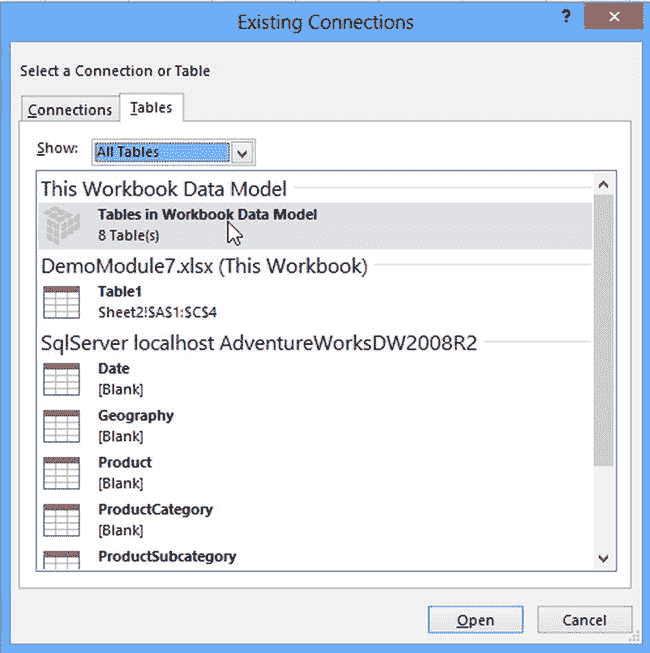 Existing Connections
?
Select a Connection or Table
Connections
Tables
Show:
All Tables
This Workbook Data Model
Tables in Workbook Data Model
8 Table(s)
DemoModule7.xlsx (This Workbook)
Table1
Sheet2!$A$1:$C$4
SqlServer localhost AdventureWorksDW2008R2
Date
[Blank]
Geography
[Blank]
Product
[Blank]
ProductCategory
[Blank]
ProductSubcategory
Open
Cancel